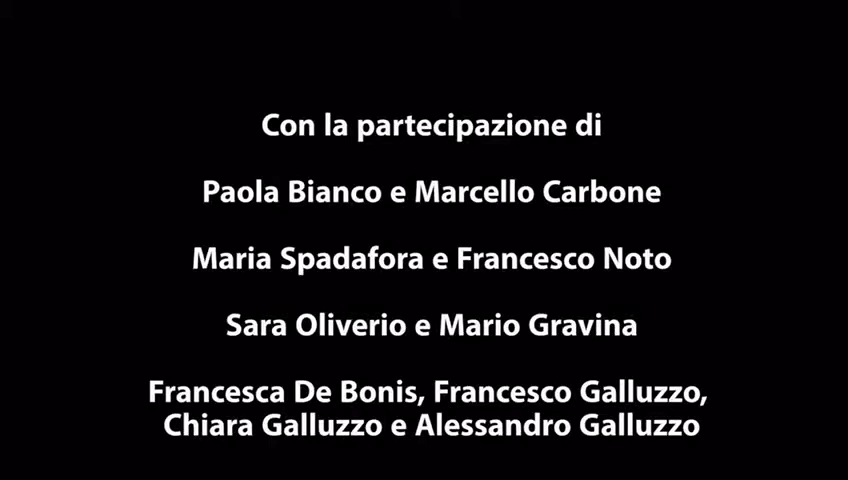 Con la partecipazione di
Paola Bianco e Marcello Carbone
Maria Spadafora e Francesco Noto
Sara Oliverio e Mario Gravina
Francesca De Bonis, Francesco Galluzzo,
Chiara Galluzzo e Alessandro Galluzzo